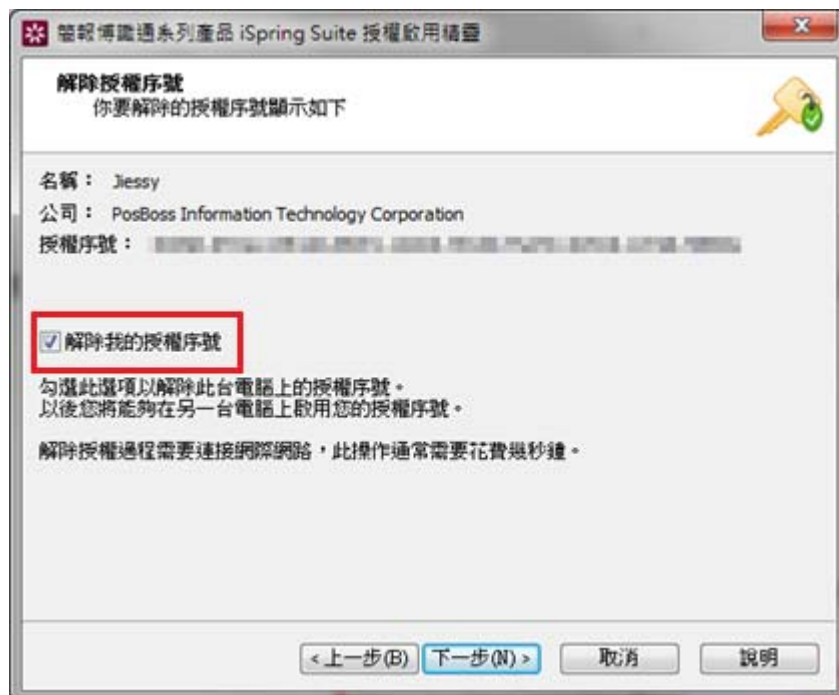 簡報博識通系列產品 iSpring Suite 授權啟用精靈
解除授權序號
你要解除的授權序號顯示如下
名稱： Jiessy
公司： PosBoss Information Technology Corporation
授權序號：
解除我的授權序號
勾選此選項以解除此台電腦上的授權序號。
以後您將能夠在另一台電腦上啟用您的授權序號。
解除授權過程需要連接網際網路，此操作通常需要花費幾秒鐘。
<上一步(B) 下一步(N)> 取消 說明